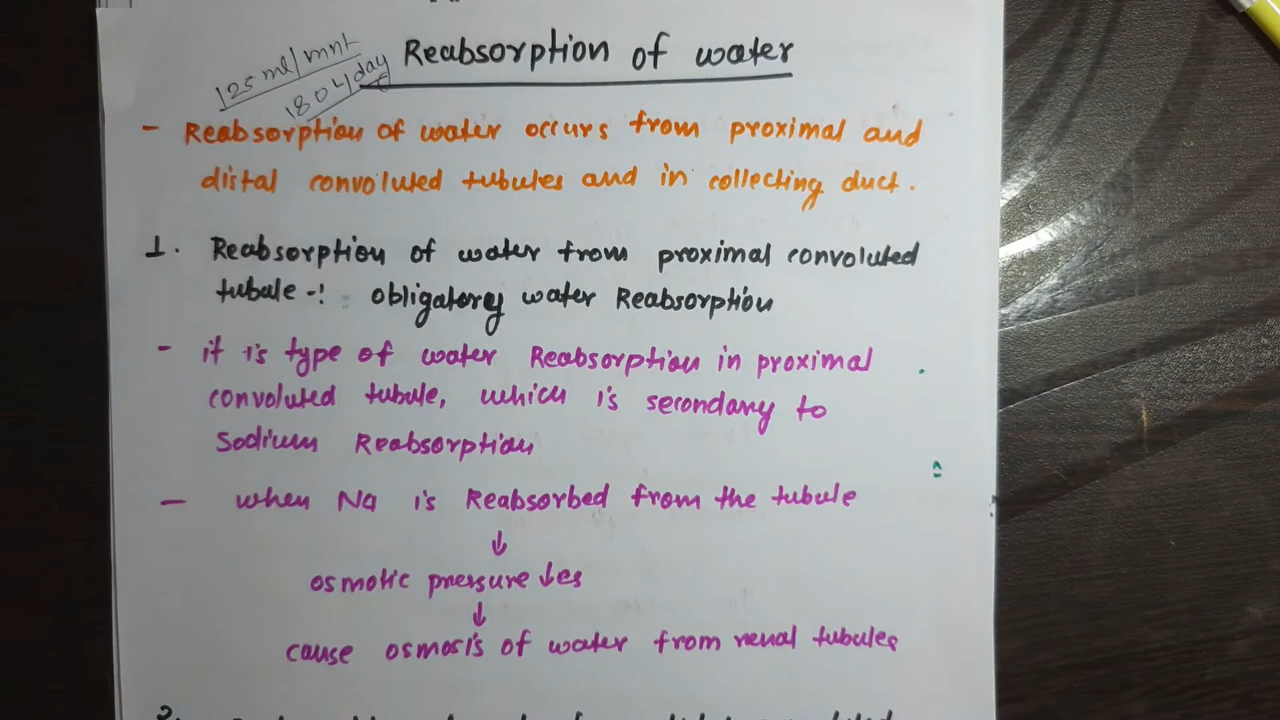 125 ml/mnt
180 L/day
Reabsorption of water
- Reabsorption of water occurs from proximal and
distal convoluted tubules and in collecting duct.
1. Reabsorption of water from proximal convoluted
tubule -: obligatory water Reabsorption
- it is type of water Reabsorption in proximal
convoluted tubule, which is secondary to
Sodium Reabsorption
- when Na is Reabsorbed from the tubule
↓
osmotic pressure ↓es
↓
cause osmosis of water from renal tubules
2.